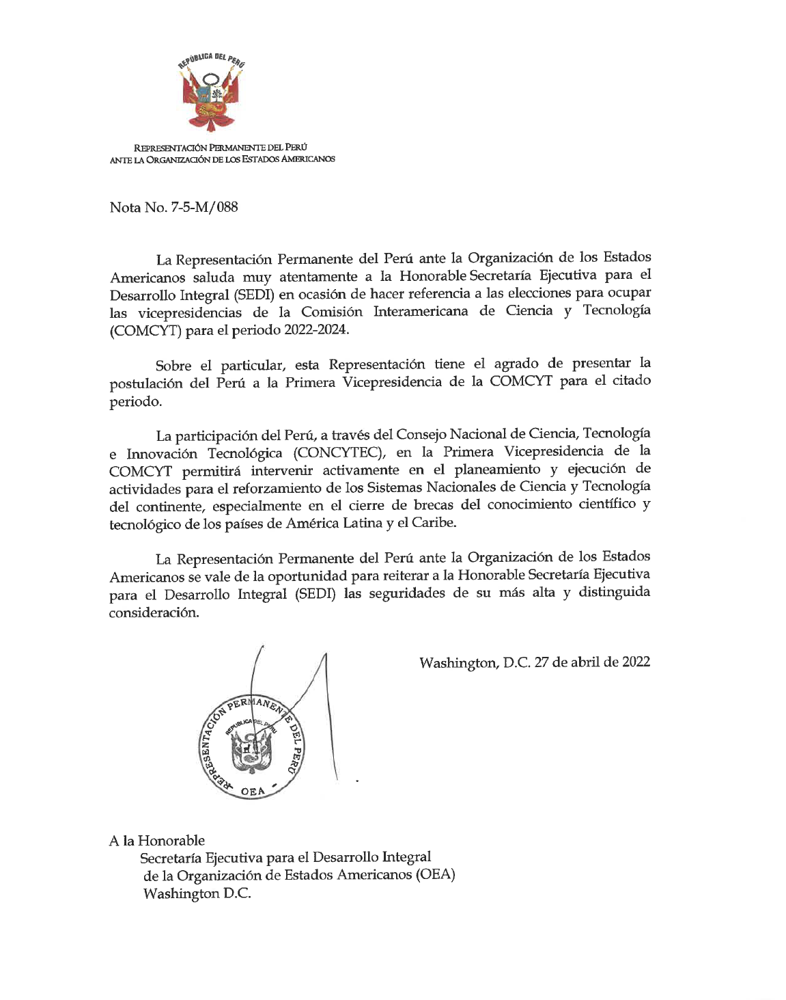 REPÚBLICA DEL PERÚ
REPRESENTACIÓN PERMANENTE DEL PERÚ
ANTE LA ORGANIZACIÓN DE LOS ESTADOS AMERICANOS
Nota No. 7-5-M/088
La Representación Permanente del Perú ante la Organización de los Estados
Americanos saluda muy atentamente a la Honorable Secretaría Ejecutiva para el
Desarrollo Integral (SEDI) en ocasión de hacer referencia a las elecciones para ocupar
las vicepresidencias de la Comisión Interamericana de Ciencia y Tecnología
(COMCYT) para el periodo 2022-2024.
Sobre el particular, esta Representación tiene el agrado de presentar la
postulación del Perú a la Primera Vicepresidencia de la COMCYT para el citado
periodo.
La participación del Perú, a través del Consejo Nacional de Ciencia, Tecnología
e Innovación Tecnológica (CONCYTEC), en la Primera Vicepresidencia de la
COMCYT permitirá intervenir activamente en el planeamiento y ejecución de
actividades para el reforzamiento de los Sistemas Nacionales de Ciencia y Tecnología
del continente, especialmente en el cierre de brecas del conocimiento científico y
tecnológico de los países de América Latina y el Caribe.
La Representación Permanente del Perú ante la Organización de los Estados
Americanos se vale de la oportunidad para reiterar a la Honorable Secretaría Ejecutiva
para el Desarrollo Integral (SEDI) las seguridades de su más alta y distinguida
consideración.
Washington, D.C. 27 de abril de 2022
REPRESENTACIÓN PERMANENTE DEL PERÚ
REPUBLICA DEL PERU
- OEA -
A la Honorable
Secretaría Ejecutiva para el Desarrollo Integral
de la Organización de Estados Americanos (OEA)
Washington D.C.